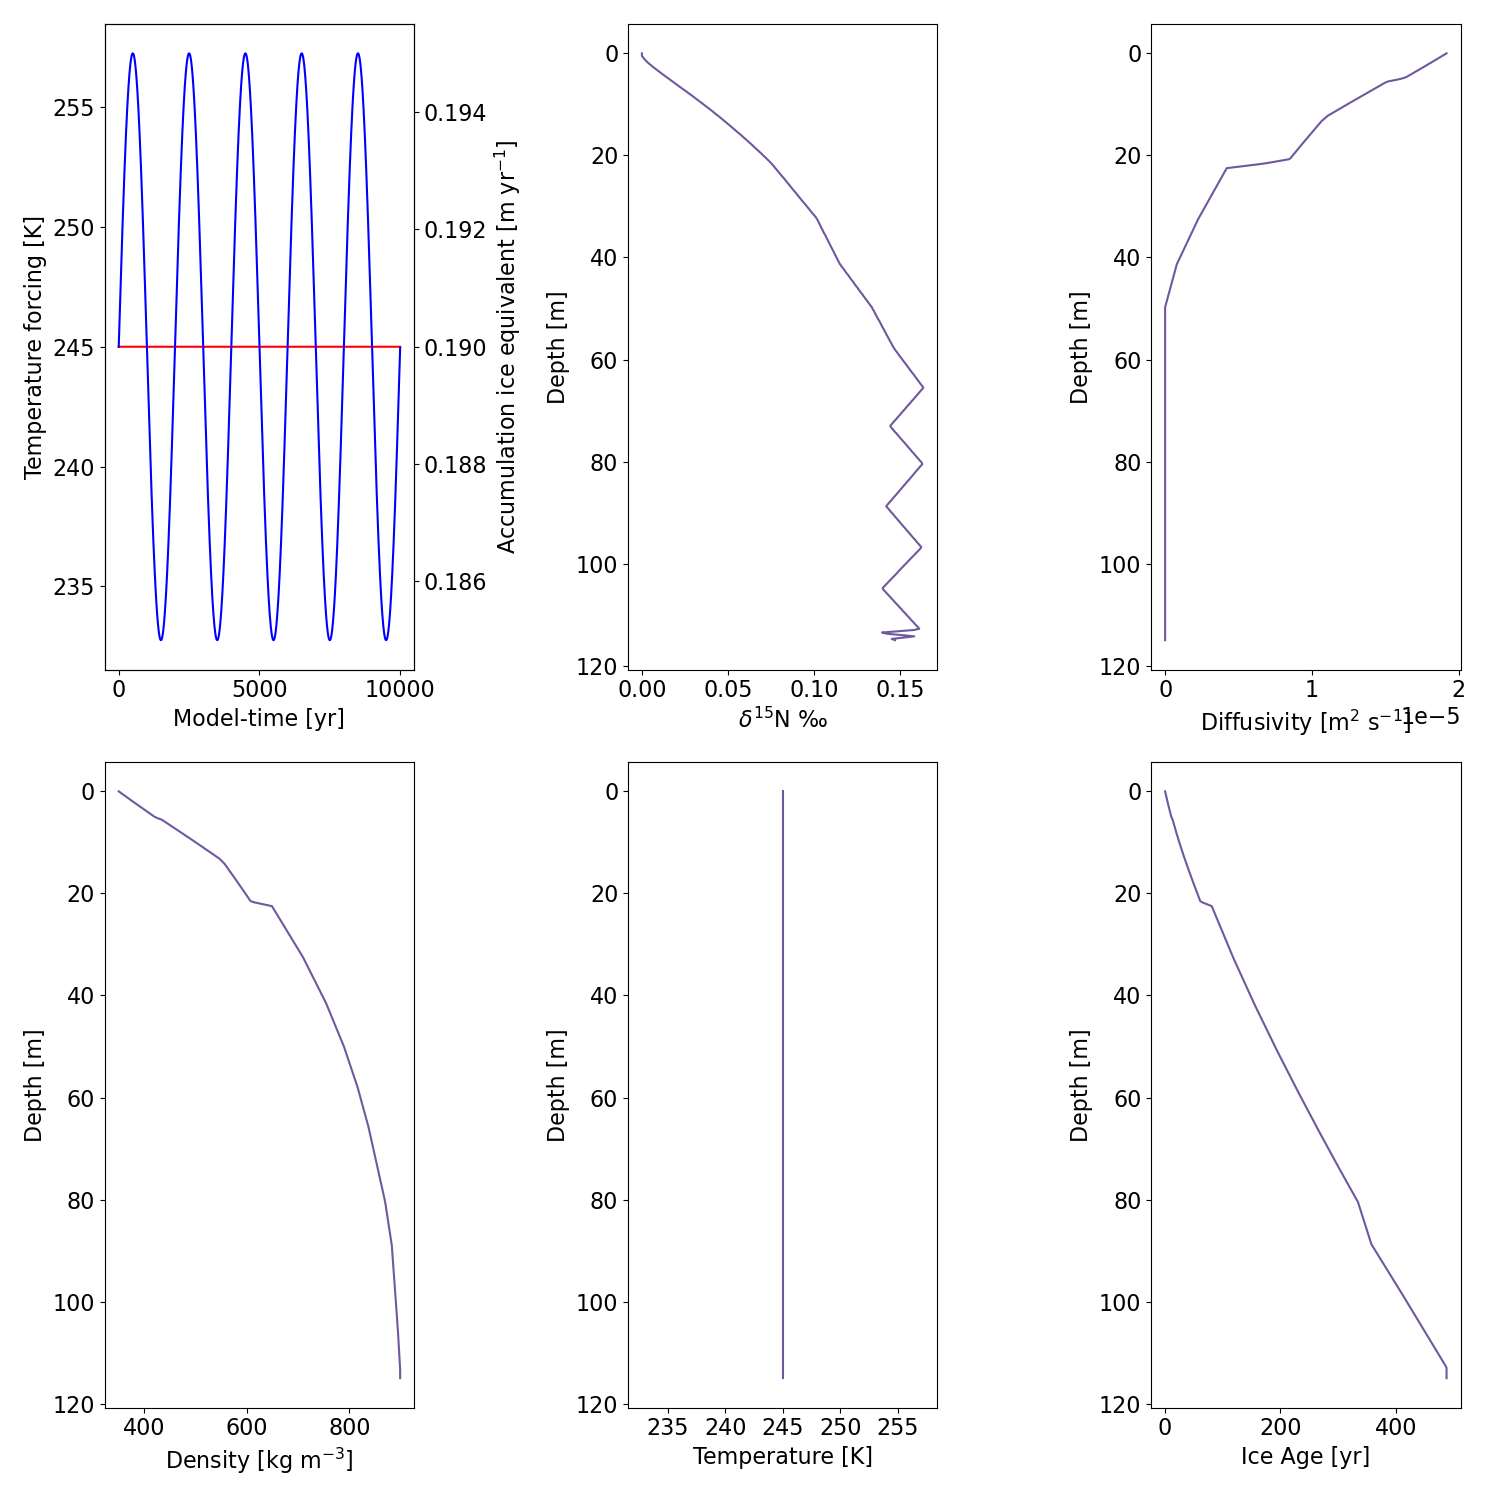 255
250
245
240
235
Temperature forcing [K]
0.194
0.192
0.190
0.188
0.186
Accumulation ice equivalent [m yr⁻¹]
0 5000 10000
Model-time [yr]
0
20
40
60
80
100
120
Depth [m]
0.00 0.05 0.10 0.15
δ¹⁵N ‰
0
20
40
60
80
100
120
Depth [m]
0 1 2
Diffusivity [m² s⁻¹]
1e−5
0
20
40
60
80
100
120
Depth [m]
400 600 800
Density [kg m⁻³]
0
20
40
60
80
100
120
Depth [m]
235 240 245 250 255
Temperature [K]
0
20
40
60
80
100
120
Depth [m]
0 200 400
Ice Age [yr]